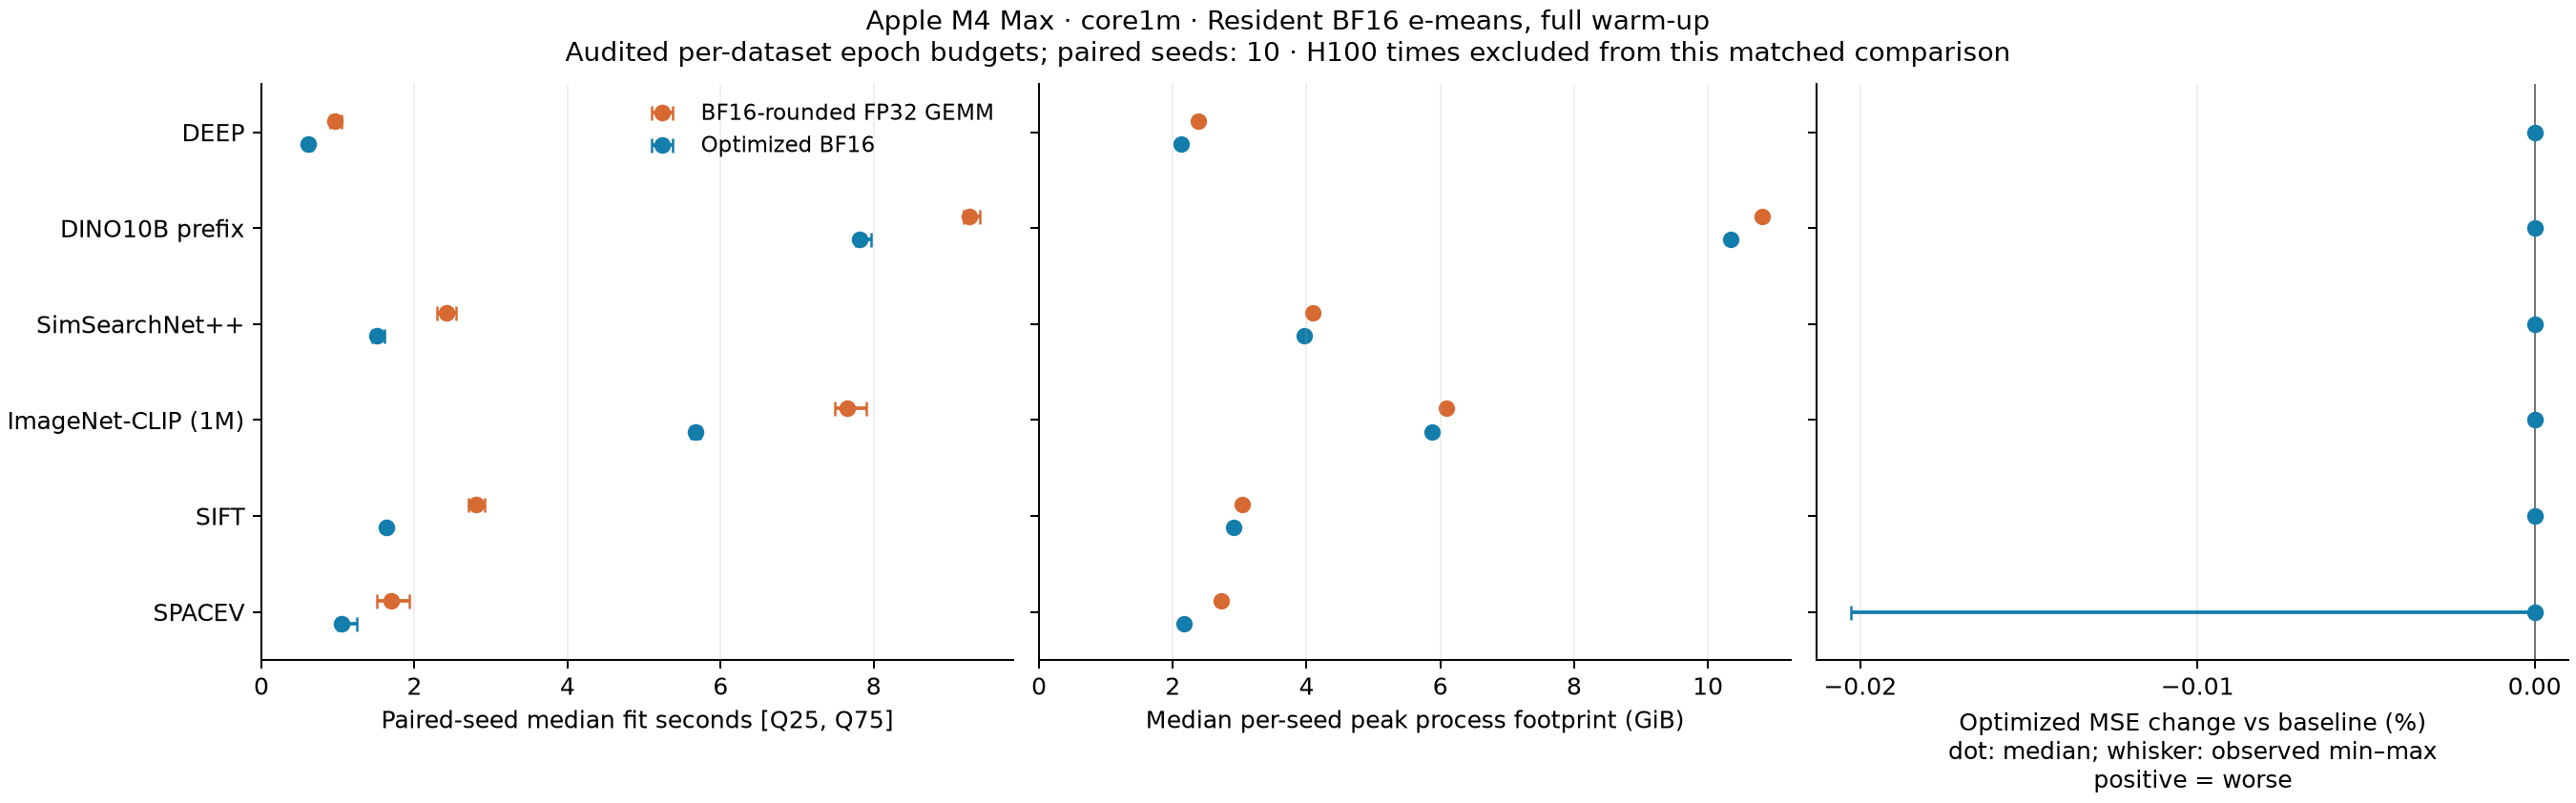 Apple M4 Max · core1m · Resident BF16 e-means, full warm-up
Audited per-dataset epoch budgets; paired seeds: 10 · H100 times excluded from this matched comparison
BF16-rounded FP32 GEMM
Optimized BF16
DEEP
DINO10B prefix
SimSearchNet++
ImageNet-CLIP (1M)
SIFT
SPACEV
0 2 4 6 8
Paired-seed median fit seconds [Q25, Q75]
0 2 4 6 8 10
Median per-seed peak process footprint (GiB)
−0.02 −0.01 0.00
Optimized MSE change vs baseline (%)
dot: median; whisker: observed min–max
positive = worse